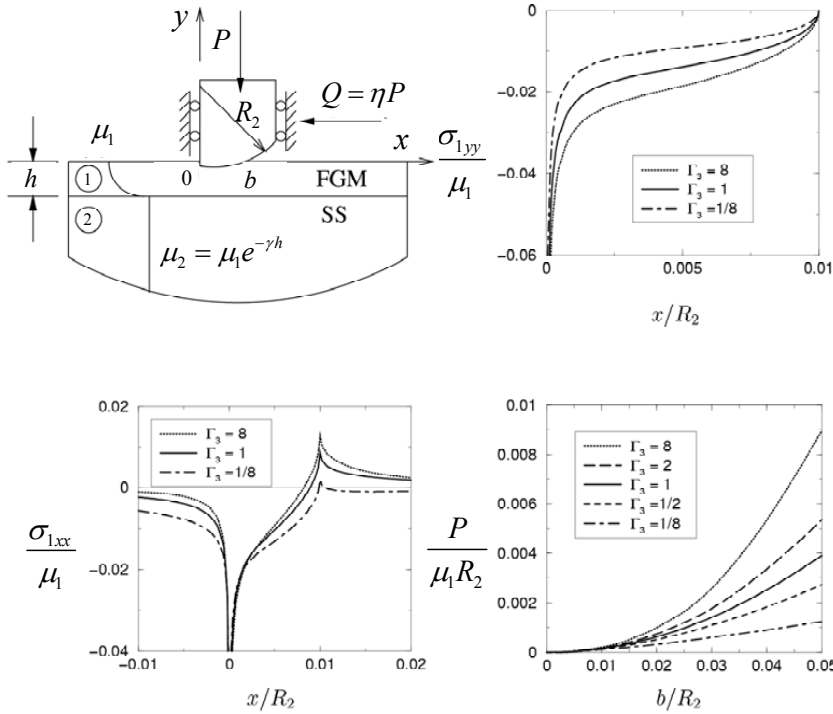 y
P
Q = ηP
R₂
μ₁
x
h
1
0
b
FGM
2
SS
μ₂ = μ₁e^{-γh}
σ₁yy / μ₁
0
−0.02
−0.04
−0.06
Γ₃ = 8
Γ₃ = 1
Γ₃ =1/8
0 0.005 0.01
x/R₂
σ₁xx / μ₁
0.02
0
−0.02
−0.04
Γ₃ = 8
Γ₃ = 1
Γ₃ =1/8
−0.01 0 0.01 0.02
x/R₂
P / μ₁R₂
0.01
0.008
0.006
0.004
0.002
0
Γ₃ = 8
Γ₃ = 2
Γ₃ = 1
Γ₃ =1/2
Γ₃ =1/8
0 0.01 0.02 0.03 0.04 0.05
b/R₂